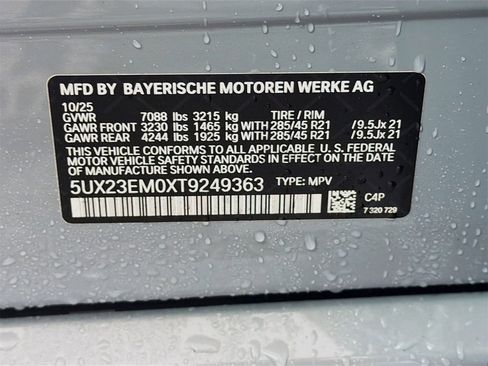 MFD BY BAYERISCHE MOTOREN WERKE AG
10/25
GVWR 7088 lbs 3215 kg TIRE / RIM
GAWR FRONT 3230 lbs 1465 kg WITH 285/45 R21 /9.5Jx 21
GAWR REAR 4244 lbs 1925 kg WITH 285/45 R21 /9.5Jx 21
THIS VEHICLE CONFORMS TO ALL APPLICABLE U. S. FEDERAL
MOTOR VEHICLE SAFETY STANDARDS IN EFFECT ON THE DATE
OF MANUFACTURE SHOWN ABOVE.
5UX23EM0XT9249363 TYPE: MPV
C4P
7 320 729